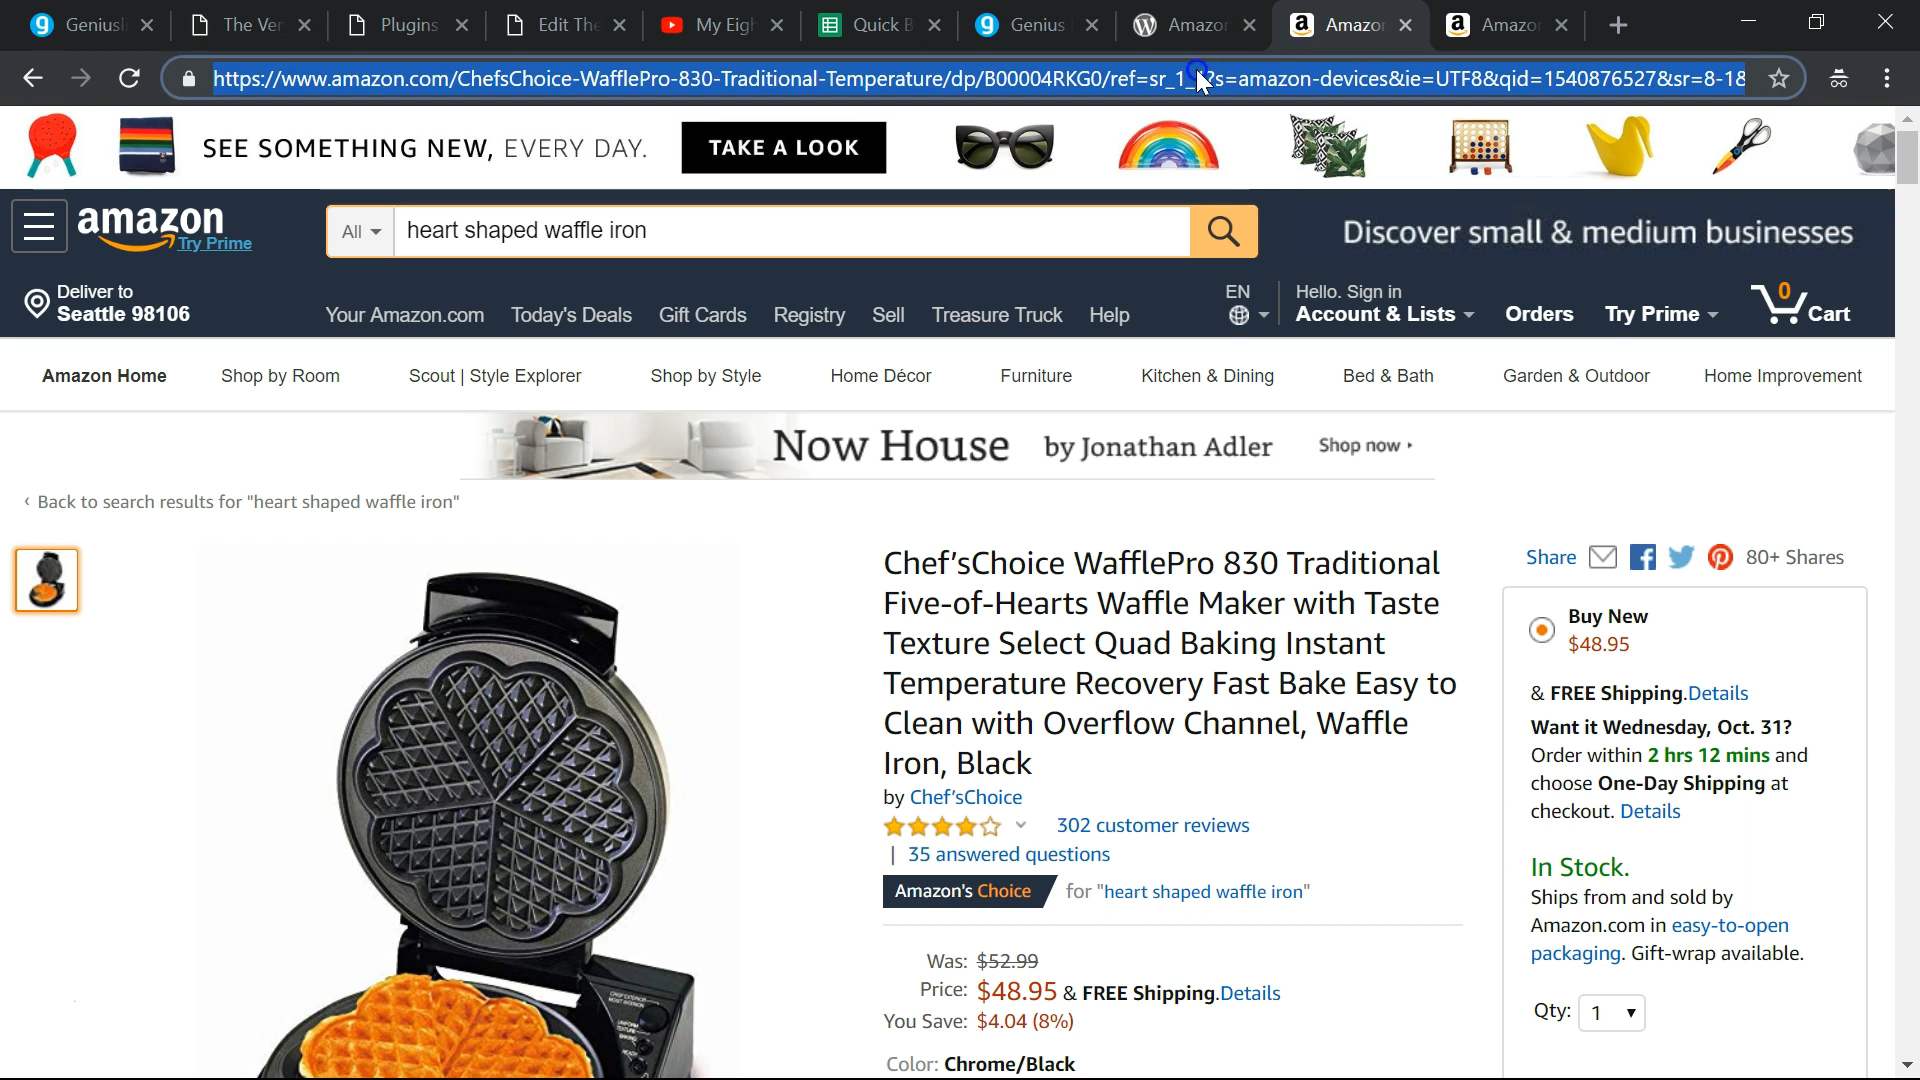 Geniusli
The Ver
Plugins
Edit The
My Eigh
Quick B
Genius
Amazon
Amazon
Amazon
https://www.amazon.com/ChefsChoice-WafflePro-830-Traditional-Temperature/dp/B00004RKG0/ref=sr_1_ ?s=amazon-devices&ie=UTF8&qid=1540876527&sr=8-1&
SEE SOMETHING NEW, EVERY DAY. TAKE A LOOK
amazon
Try Prime
All heart shaped waffle iron
Discover small & medium businesses
Deliver to
Seattle 98106
Your Amazon.com Today's Deals Gift Cards Registry Sell Treasure Truck Help
EN
Hello. Sign in
Account & Lists
Orders
Try Prime
0
Cart
Amazon Home Shop by Room Scout | Style Explorer Shop by Style Home Décor Furniture Kitchen & Dining Bed & Bath Garden & Outdoor Home Improvement
Now House by Jonathan Adler Shop now ›
‹ Back to search results for "heart shaped waffle iron"
Chef'sChoice WafflePro 830 Traditional
Five-of-Hearts Waffle Maker with Taste
Texture Select Quad Baking Instant
Temperature Recovery Fast Bake Easy to
Clean with Overflow Channel, Waffle
Iron, Black
by Chef'sChoice
302 customer reviews
| 35 answered questions
Amazon's Choice for "heart shaped waffle iron"
Was: $52.99
Price: $48.95 & FREE Shipping. Details
You Save: $4.04 (8%)
Color: Chrome/Black
Share 80+ Shares
Buy New
$48.95
& FREE Shipping. Details
Want it Wednesday, Oct. 31?
Order within 2 hrs 12 mins and
choose One-Day Shipping at
checkout. Details
In Stock.
Ships from and sold by
Amazon.com in easy-to-open
packaging. Gift-wrap available.
Qty: 1